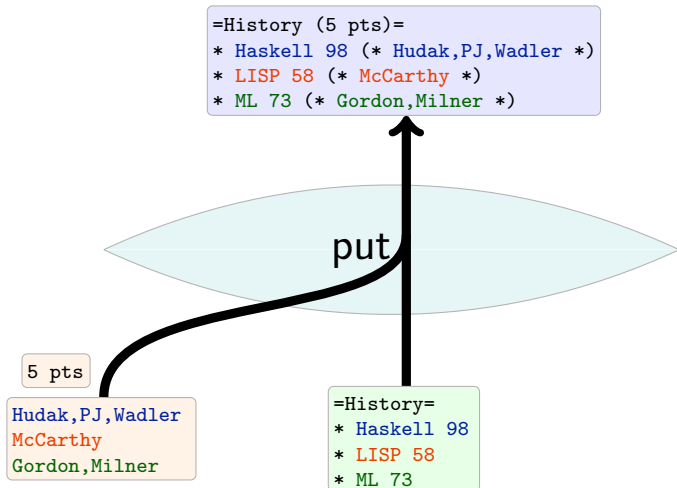 =History (5 pts)=
* Haskell 98 (* Hudak,PJ,Wadler *)
* LISP 58 (* McCarthy *)
* ML 73 (* Gordon,Milner *)
put
5 pts
Hudak,PJ,Wadler
McCarthy
Gordon,Milner
=History=
* Haskell 98
* LISP 58
* ML 73